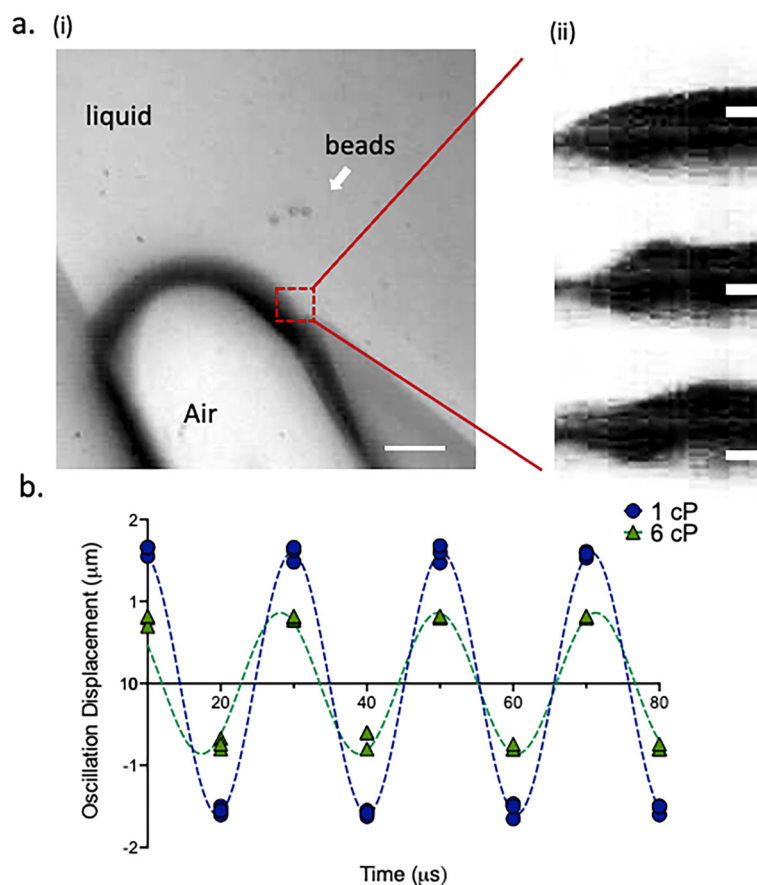 a. (i)
(ii)
liquid
beads
Air
b.
1 cP
6 cP
2
1
10
-1
-2
20
40
60
80
Oscillation Displacement (μm)
Time (μs)